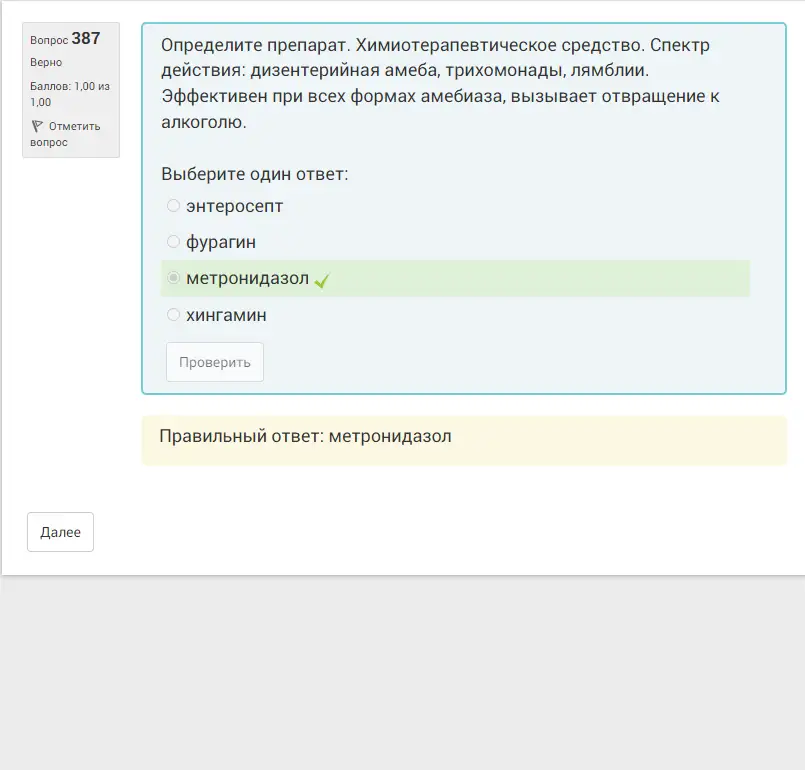 Вопрос 387
Верно
Баллов: 1,00 из
1,00
Отметить
вопрос
Определите препарат. Химиотерапевтическое средство. Спектр
действия: дизентерийная амеба, трихомонады, лямблии.
Эффективен при всех формах амебиаза, вызывает отвращение к
алкоголю.
Выберите один ответ:
энтеросепт
фурагин
метронидазол
хингамин
Проверить
Правильный ответ: метронидазол
Далее